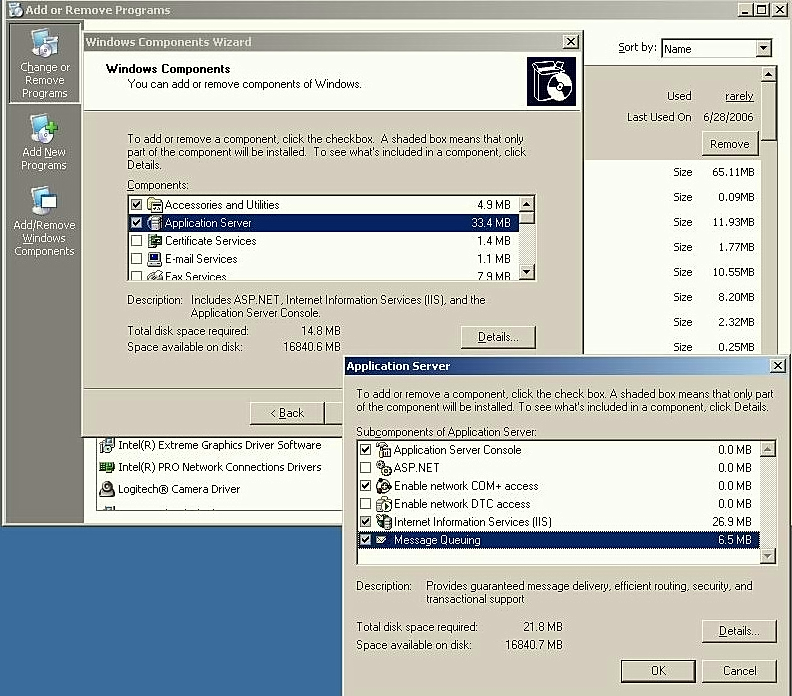 Add or Remove Programs
Change or
Remove
Programs
Add New
Programs
Add/Remove
Windows
Components
Sort by: Name
Used rarely
Last Used On 6/28/2006
Remove
Size 65.11MB
Size 0.09MB
Size 11.93MB
Size 1.77MB
Size 10.55MB
Size 8.20MB
Size 2.32MB
Size 0.25MB
Windows Components Wizard
Windows Components
You can add or remove components of Windows.
To add or remove a component, click the checkbox. A shaded box means that only
part of the component will be installed. To see what's included in a component, click
Details.
Components:
Accessories and Utilities 4.9 MB
Application Server 33.4 MB
Certificate Services 1.4 MB
E-mail Services 1.1 MB
Fax Services 7.9 MB
Description: Includes ASP.NET, Internet Information Services (IIS), and the
Application Server Console.
Total disk space required: 14.8 MB
Space available on disk: 16840.6 MB
Details...
< Back
Intel(R) Extreme Graphics Driver Software
Intel(R) PRO Network Connections Drivers
Logitech® Camera Driver
Application Server
To add or remove a component, click the check box. A shaded box means that only part
of the component will be installed. To see what's included in a component, click Details.
Subcomponents of Application Server:
Application Server Console 0.0 MB
ASP.NET 0.0 MB
Enable network COM+ access 0.0 MB
Enable network DTC access 0.0 MB
Internet Information Services (IIS) 26.9 MB
Message Queuing 6.5 MB
Description: Provides guaranteed message delivery, efficient routing, security, and
transactional support
Total disk space required: 21.8 MB
Space available on disk: 16840.7 MB
Details...
OK
Cancel